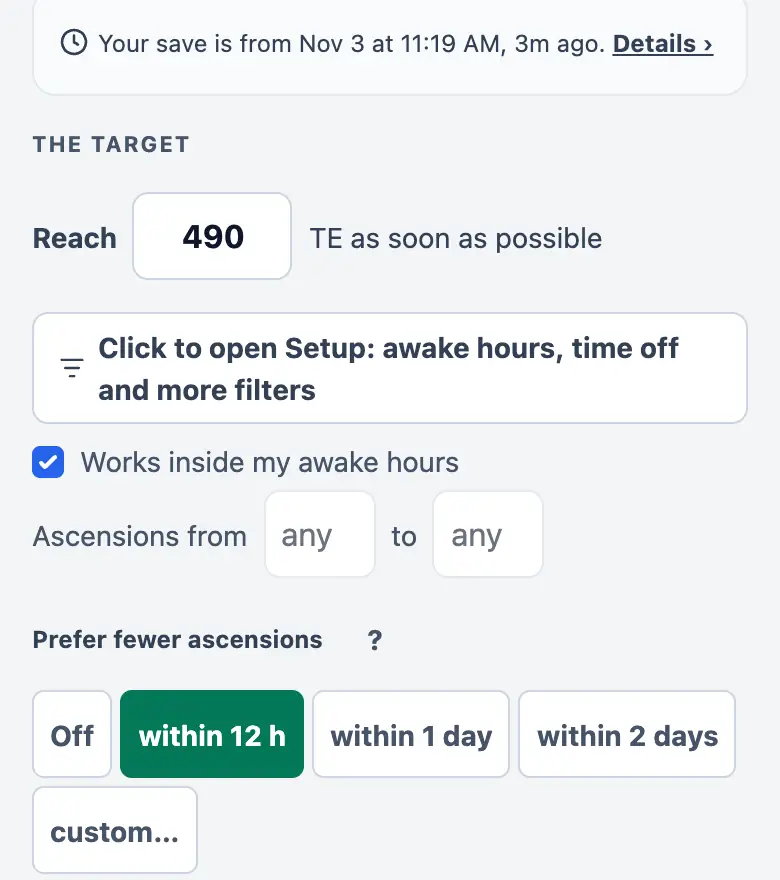 Your save is from Nov 3 at 11:19 AM, 3m ago. Details ›
THE TARGET
Reach 490 TE as soon as possible
Click to open Setup: awake hours, time off
and more filters
Works inside my awake hours
Ascensions from any to any
Prefer fewer ascensions ?
Off within 12 h within 1 day within 2 days
custom...